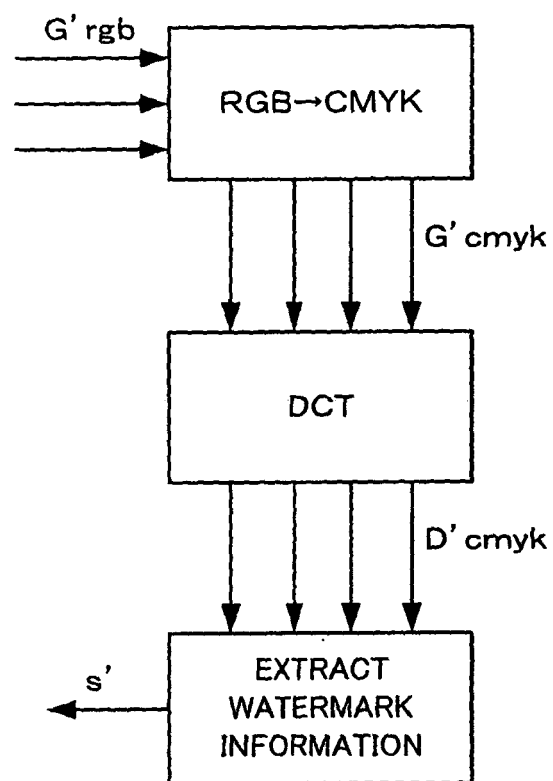 G' rgb
RGB→CMYK
G' cmyk
DCT
D' cmyk
s'
EXTRACT
WATERMARK
INFORMATION